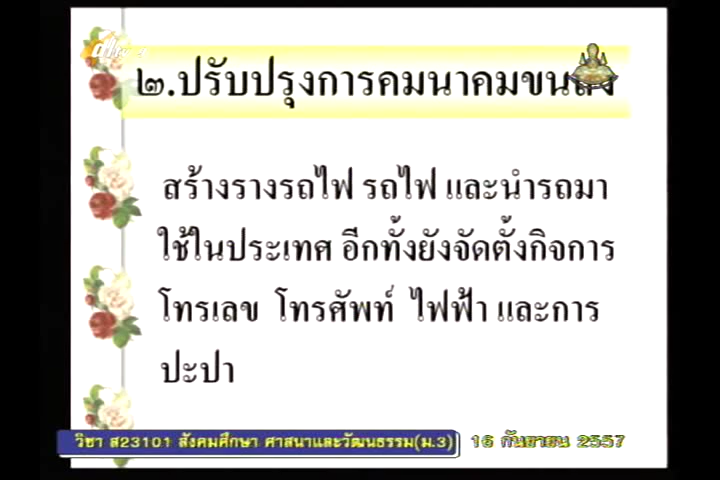 ๒.ปรับปรุงการคมนาคมขนส่ง
สร้างรางรถไฟ รถไฟ และนำรถมา
ใช้ในประเทศ อีกทั้งยังจัดตั้งกิจการ
โทรเลข โทรศัพท์ ไฟฟ้า และการ
ปะปา
วิชา ส23101 สังคมศึกษา ศาสนาและวัฒนธรรม(ม.3) 16 กันยายน 2557